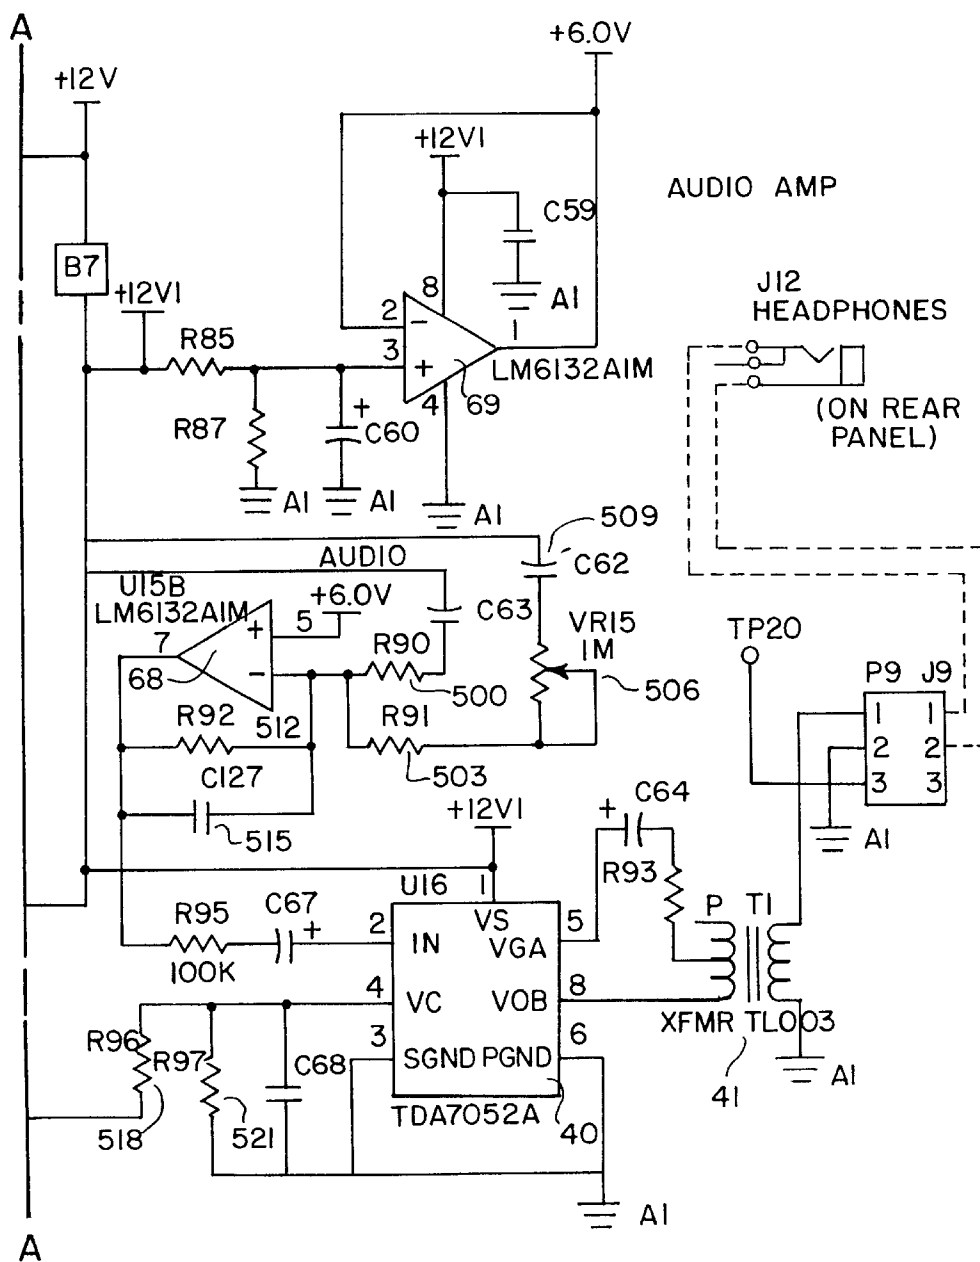 A
+6.0V
+12V
+12V1
AUDIO AMP
C59
B7
+12V1
8
A1
J12
HEADPHONES
2
1
R85
3
LM6132A1M
4
69
(ON REAR
PANEL)
+
R87
C60
A1
A1
A1
509
AUDIO
C62
U15B
LM6132A1M
+6.0V
5
C63
VR15
1M
TP20
7
R90
68
500
506
P9 J9
512
R92
R91
1 1
2 2
C127
503
3 3
+12V1
C64
+
515
A1
R93
U16
1
P T1
C67
+
R95
2
VS
5
IN
VGA
100K
4
8
VC
VOB
XFMR TL003
R96
3
6
R97
C68
SGND PGND
A1
41
TDA7052A
518
521
40
A1
A